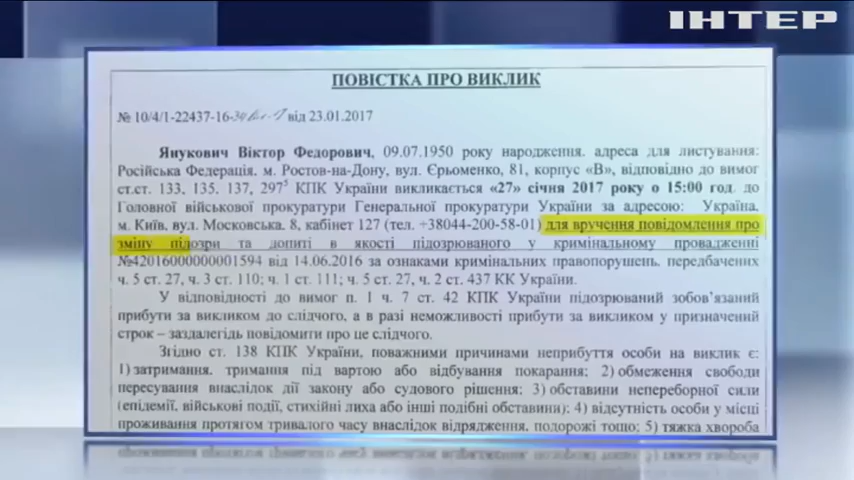 ІНТЕР
ПОВІСТКА ПРО ВИКЛИК
№ 10/4/1-22437-16- від 23.01.2017
Янукович Віктор Федорович, 09.07.1950 року народження. адреса для листування:
Російська Федерація. м. Ростов-на-Дону, вул. Єрьоменко, 81, корпус «В», відповідно до вимог
ст.ст. 133, 135. 137, 297⁵ КПК України викликається «27» січня 2017 року о 15:00 год. до
Головної військової прокуратури Генеральної прокуратури України за адресою: Україна.
м. Київ. вул. Московська. 8, кабінет 127 (тел. +38044-200-58-01) для вручення повідомлення про
зміну підозри та допиті в якості підозрюваного у кримінальному провадженні
№42016000000001594 від 14.06.2016 за ознаками кримінальних правопорушень. передбачених
ч. 5 ст. 27, ч. 3 ст. 110; ч. 1 ст. 111; ч. 5 ст. 27, ч. 2 ст. 437 КК України.
У відповідності до вимог п. 1 ч. 7 ст. 42 КПК України підозрюваний зобов’язаний
прибути за викликом до слідчого, а в разі неможливості прибути за викликом у призначений
строк – заздалегідь повідомити про це слідчого.
Згідно ст. 138 КПК України, поважними причинами неприбуття особи на виклик є:
1) затримання. тримання під вартою або відбування покарання; 2) обмеження свободи
пересування внаслідок дії закону або судового рішення; 3) обставини непереборної сили
(епідемії, військові події, стихійні лиха або інші подібні обставини); 4) відсутність особи у місці
проживання протягом тривалого часу внаслідок відрядження. подорожі тощо; 5) тяжка хвороба